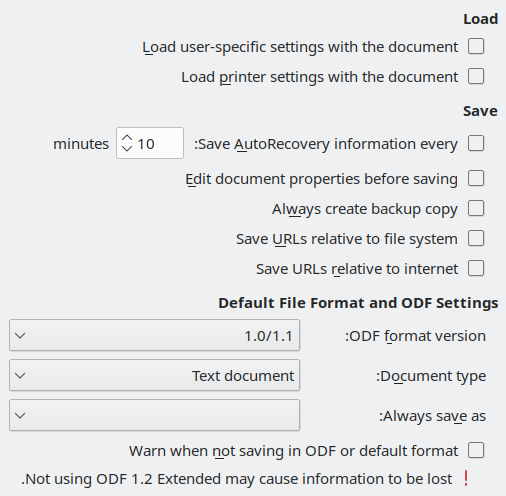 Load
Load user-specific settings with the document
Load printer settings with the document
Save
:Save AutoRecovery information every 10 minutes
Edit document properties before saving
Always create backup copy
Save URLs relative to file system
Save URLs relative to internet
Default File Format and ODF Settings
:ODF format version 1.0/1.1
:Document type Text document
:Always save as
Warn when not saving in ODF or default format
.Not using ODF 1.2 Extended may cause information to be lost